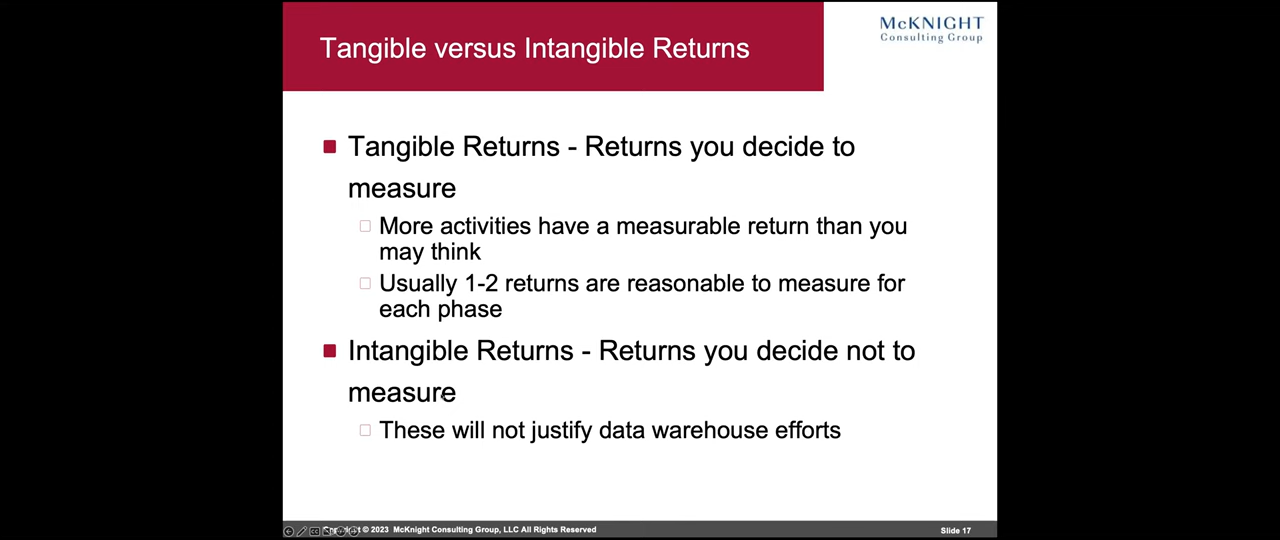 Tangible versus Intangible Returns
McKNIGHT
Consulting Group
Tangible Returns - Returns you decide to
measure
More activities have a measurable return than you
may think
Usually 1-2 returns are reasonable to measure for
each phase
Intangible Returns - Returns you decide not to
measure
These will not justify data warehouse efforts
© 2023 McKnight Consulting Group, LLC All Rights Reserved
Slide 17